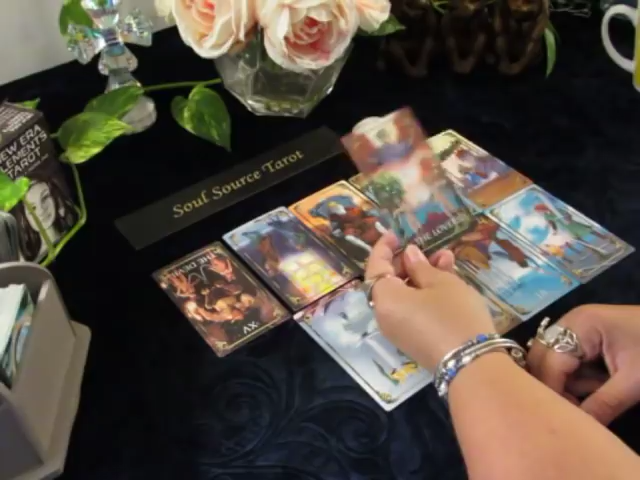 NEW ERA
ELEMENTS
TAROT
Soul Source Tarot
THE LOVERS
THE DEVIL
XV